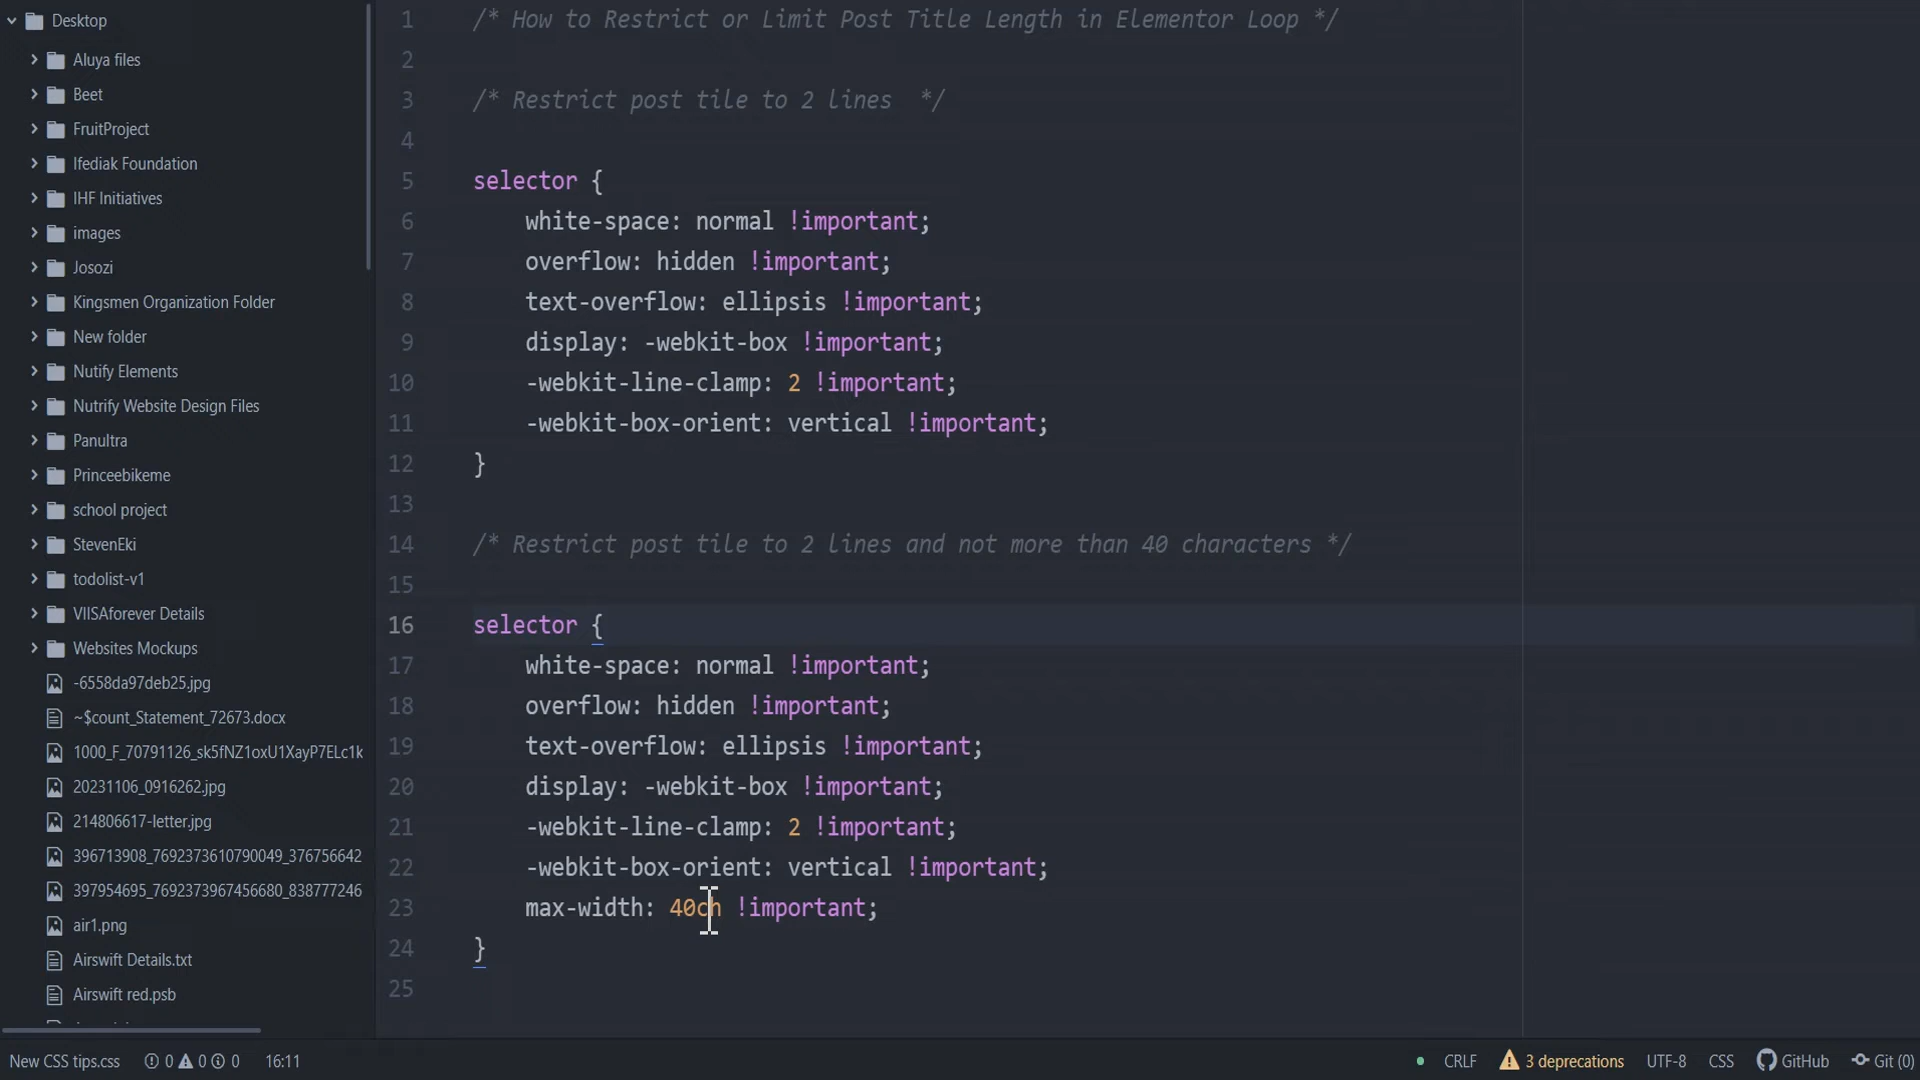 Desktop
Aluya files
Beet
FruitProject
Ifediak Foundation
IHF Initiatives
images
Josozi
Kingsmen Organization Folder
New folder
Nutify Elements
Nutrify Website Design Files
Panultra
Princeebikeme
school project
StevenEki
todolist-v1
VIISAforever Details
Websites Mockups
-6558da97deb25.jpg
~$count_Statement_72673.docx
1000_F_70791126_sk5fNZ1oxU1XayP7ELc1k
20231106_0916262.jpg
214806617-letter.jpg
396713908_7692373610790049_376756642
397954695_7692373967456680_838777246
air1.png
Airswift Details.txt
Airswift red.psb
1 /* How to Restrict or Limit Post Title Length in Elementor Loop */
2
3 /* Restrict post tile to 2 lines  */
4
5 selector {
6     white-space: normal !important;
7     overflow: hidden !important;
8     text-overflow: ellipsis !important;
9     display: -webkit-box !important;
10     -webkit-line-clamp: 2 !important;
11     -webkit-box-orient: vertical !important;
12 }
13
14 /* Restrict post tile to 2 lines and not more than 40 characters */
15
16 selector {
17     white-space: normal !important;
18     overflow: hidden !important;
19     text-overflow: ellipsis !important;
20     display: -webkit-box !important;
21     -webkit-line-clamp: 2 !important;
22     -webkit-box-orient: vertical !important;
23     max-width: 40ch !important;
24 }
25
New CSS tips.css 0 0 0 16:11 CRLF 3 deprecations UTF-8 CSS GitHub Git (0)